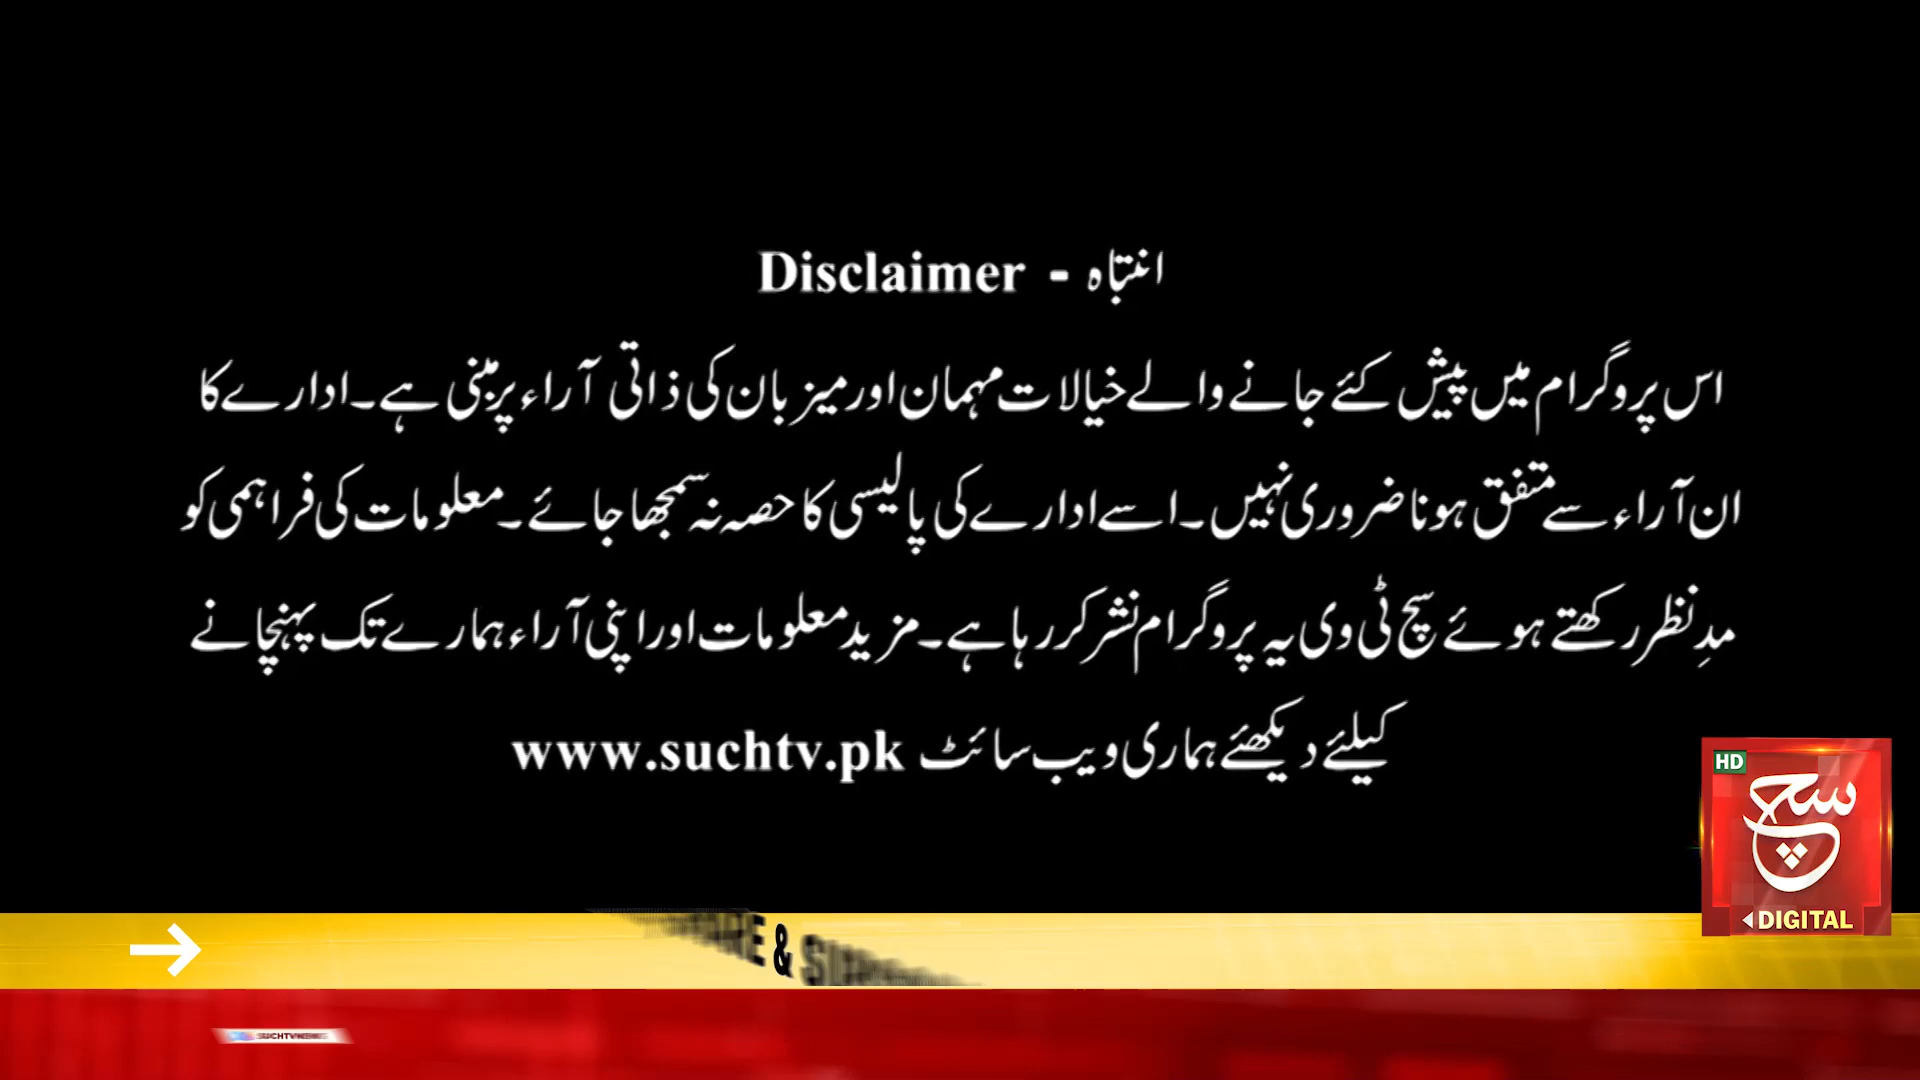 انتباہ - Disclaimer
اس پروگرام میں پیش کئے جانے والے خیالات مہمان اور میزبان کی ذاتی آراء پر مبنی ہے۔ ادارے کا
ان آراء سے متفق ہونا ضروری نہیں۔ اسے ادارے کی پالیسی کا حصہ نہ سمجھا جائے۔ معلومات کی فراہمی کو
مدِ نظر رکھتے ہوئے سچ ٹی وی یہ پروگرام نشر کر رہا ہے۔ مزید معلومات اور اپنی آراء ہمارے تک پہنچانے
کیلئے دیکھئے ہماری ویب سائٹ www.suchtv.pk
HD
سچ
DIGITAL
&
SUCHTVNEWS